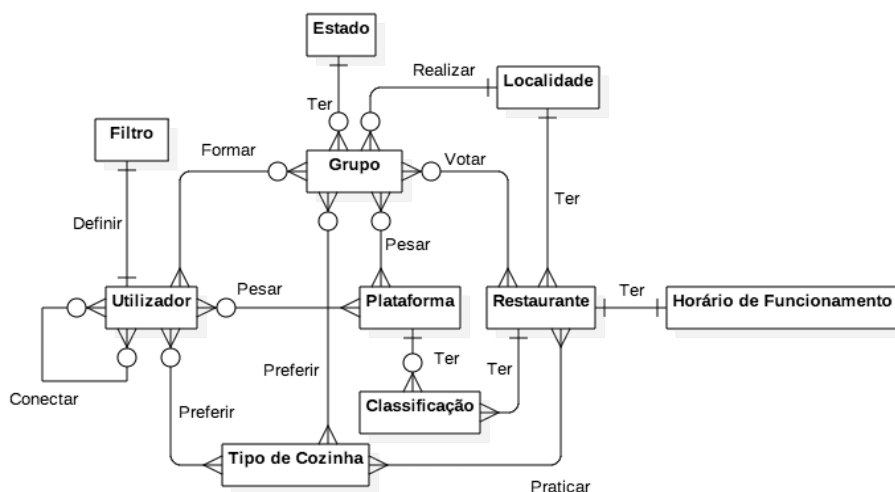 Estado
Realizar
Localidade
Ter
Filtro
Formar
Grupo
Votar
Definir
Ter
Pesar
Utilizador
Pesar
Plataforma
Restaurante
Ter
Horário de Funcionamento
Ter
Ter
Preferir
Conectar
Preferir
Classificação
Tipo de Cozinha
Praticar